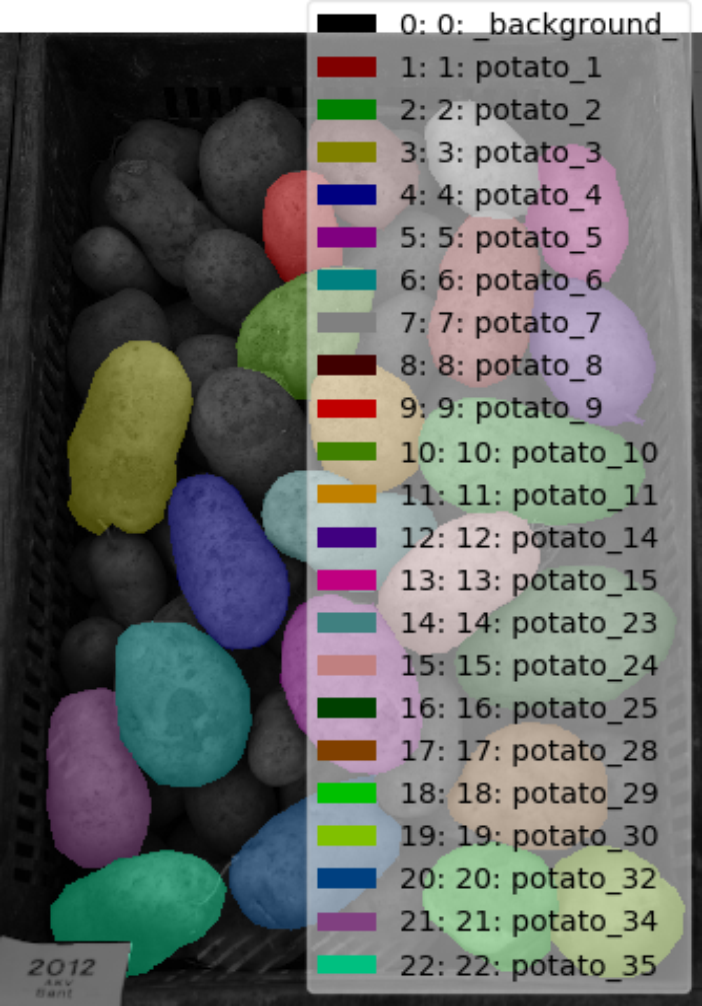 0: 0: _background_
1: 1: potato_1
2: 2: potato_2
3: 3: potato_3
4: 4: potato_4
5: 5: potato_5
6: 6: potato_6
7: 7: potato_7
8: 8: potato_8
9: 9: potato_9
10: 10: potato_10
11: 11: potato_11
12: 12: potato_14
13: 13: potato_15
14: 14: potato_23
15: 15: potato_24
16: 16: potato_25
17: 17: potato_28
18: 18: potato_29
19: 19: potato_30
20: 20: potato_32
21: 21: potato_34
22: 22: potato_35
2012